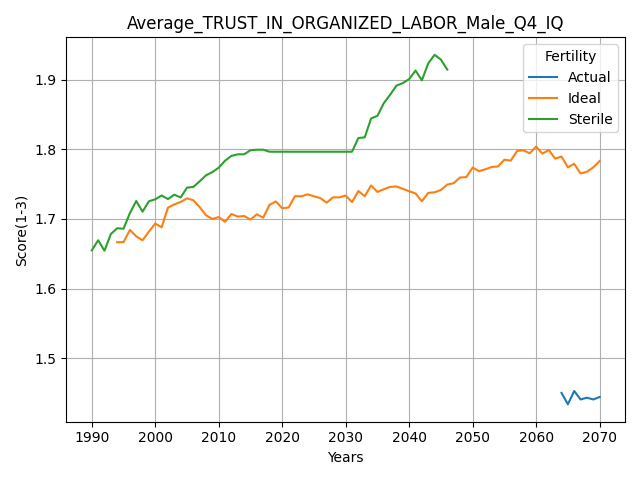 Average_TRUST_IN_ORGANIZED_LABOR_Male_Q4_IQ
Fertility
Actual
Ideal
Sterile
Score(1-3)
1.9
1.8
1.7
1.6
1.5
1990 2000 2010 2020 2030 2040 2050 2060 2070
Years